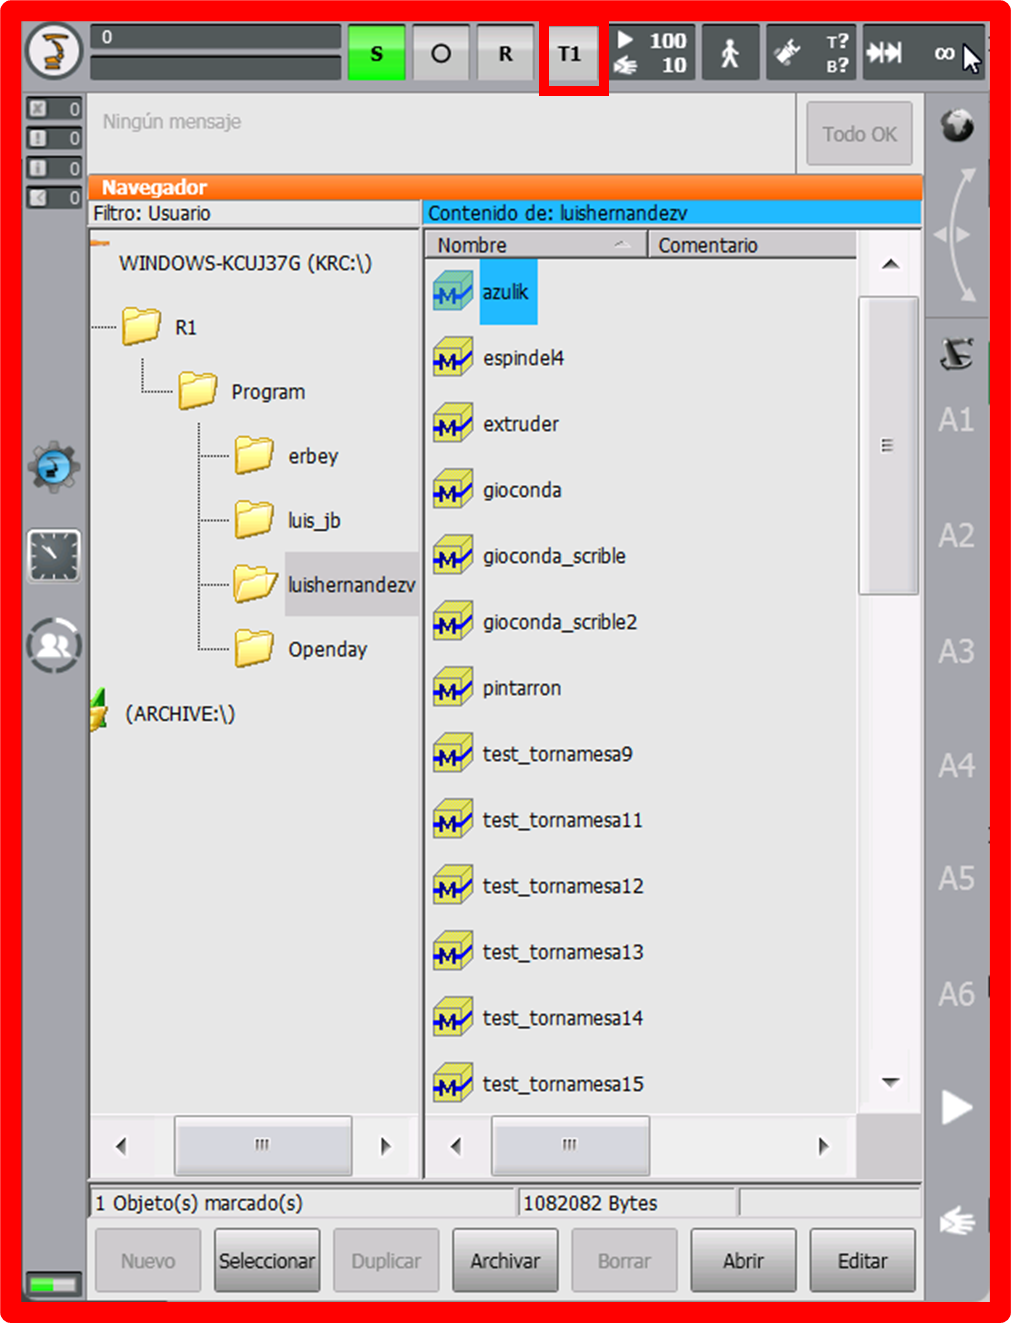 0
S O R T1 100 10 T? B? ∞
0
0
0
0
Ningún mensaje
Todo OK
Navegador
Filtro: Usuario
Contenido de: luishernandezv
Nombre Comentario
WINDOWS-KCUJ37G (KRC:\)
R1
Program
erbey
luis_jb
luishernandezv
Openday
(ARCHIVE:\)
azulik
espindel4
extruder
gioconda
gioconda_scrible
gioconda_scrible2
pintarron
test_tornamesa9
test_tornamesa11
test_tornamesa12
test_tornamesa13
test_tornamesa14
test_tornamesa15
A1
A2
A3
A4
A5
A6
1 Objeto(s) marcado(s) 1082082 Bytes
Nuevo Seleccionar Duplicar Archivar Borrar Abrir Editar